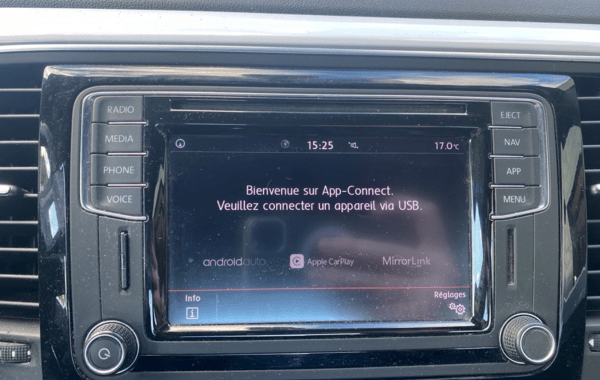 RADIO
MEDIA
PHONE
VOICE
EJECT
NAV
APP
MENU
15:25
17.0°C
Bienvenue sur App-Connect.
Veuillez connecter un appareil via USB.
androidauto
Apple CarPlay
MirrorLink
Info
i
Réglages